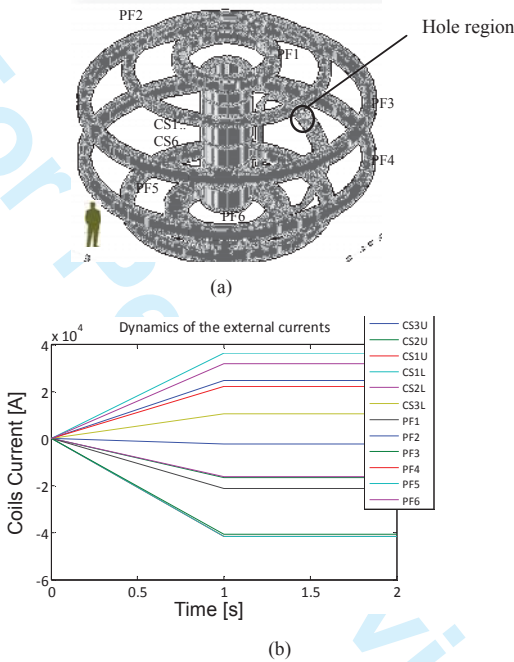 PF2
Hole region
PF1
PF3
CS1..
CS6
PF4
PF5
PF6
(a)
Dynamics of the external currents
x 10⁴
4
2
0
-2
-4
-6
0
0.5
1
1.5
2
Coils Current [A]
Time [s]
CS3U
CS2U
CS1U
CS1L
CS2L
CS3L
PF1
PF2
PF3
PF4
PF5
PF6
(b)